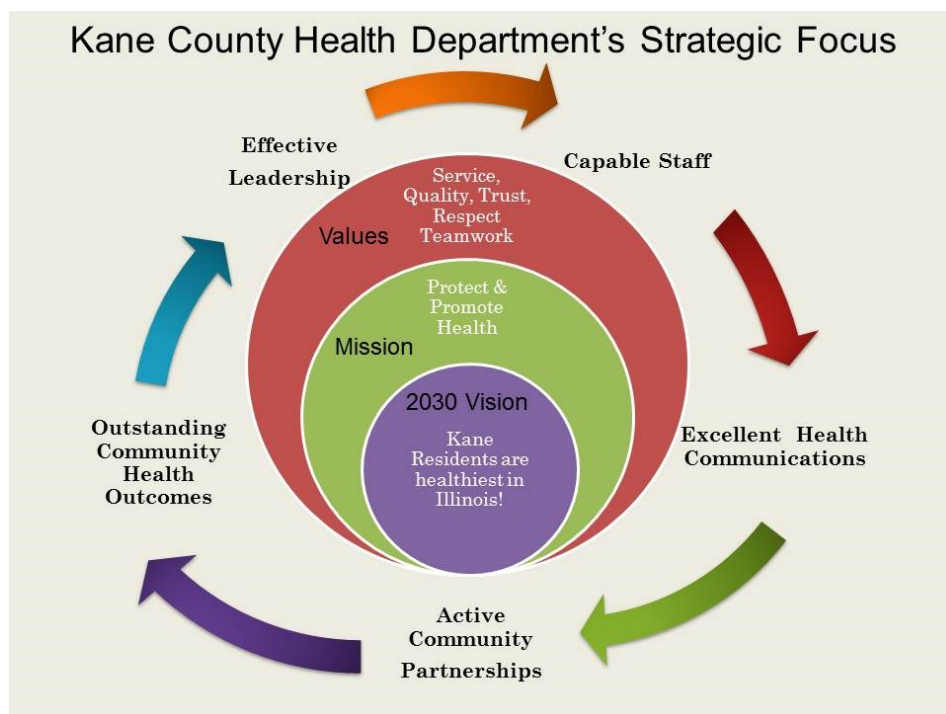 Kane County Health Department's Strategic Focus
Effective
Leadership
Capable Staff
Service,
Quality, Trust,
Respect
Teamwork
Values
Protect &
Promote
Health
Mission
2030 Vision
Kane
Residents are
healthiest in
Illinois!
Excellent Health
Communications
Active
Community
Partnerships
Outstanding
Community
Health
Outcomes